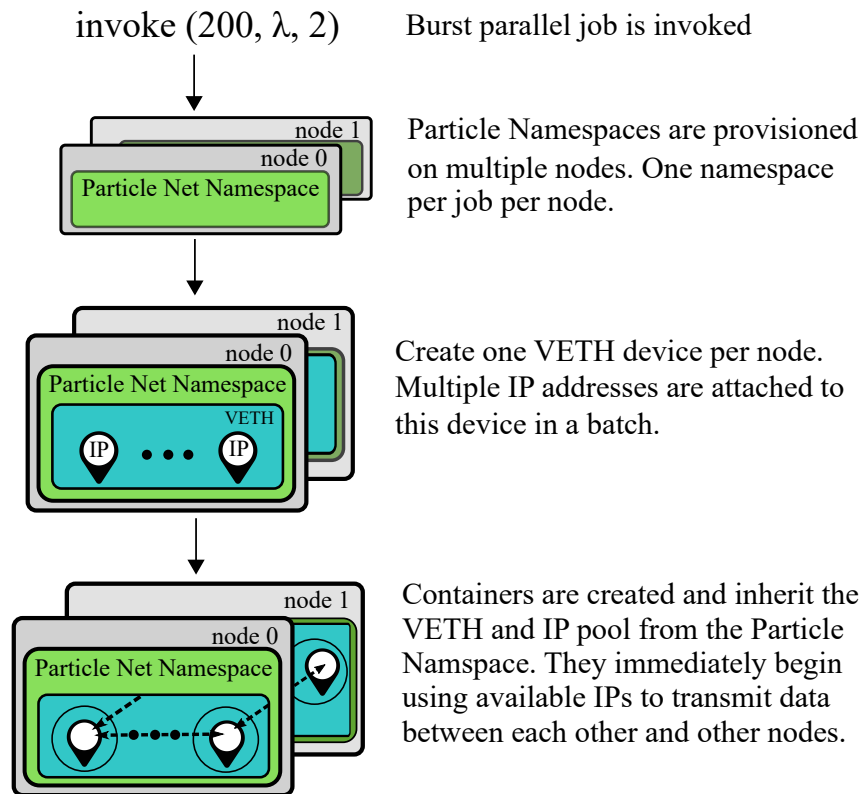 invoke (200, λ, 2)
Burst parallel job is invoked
node 1
node 0
Particle Net Namespace
Particle Namespaces are provisioned
on multiple nodes. One namespace
per job per node.
node 1
node 0
Particle Net Namespace
VETH
IP
IP
Create one VETH device per node.
Multiple IP addresses are attached to
this device in a batch.
node 1
node 0
Particle Net Namespace
Containers are created and inherit the
VETH and IP pool from the Particle
Namspace. They immediately begin
using available IPs to transmit data
between each other and other nodes.